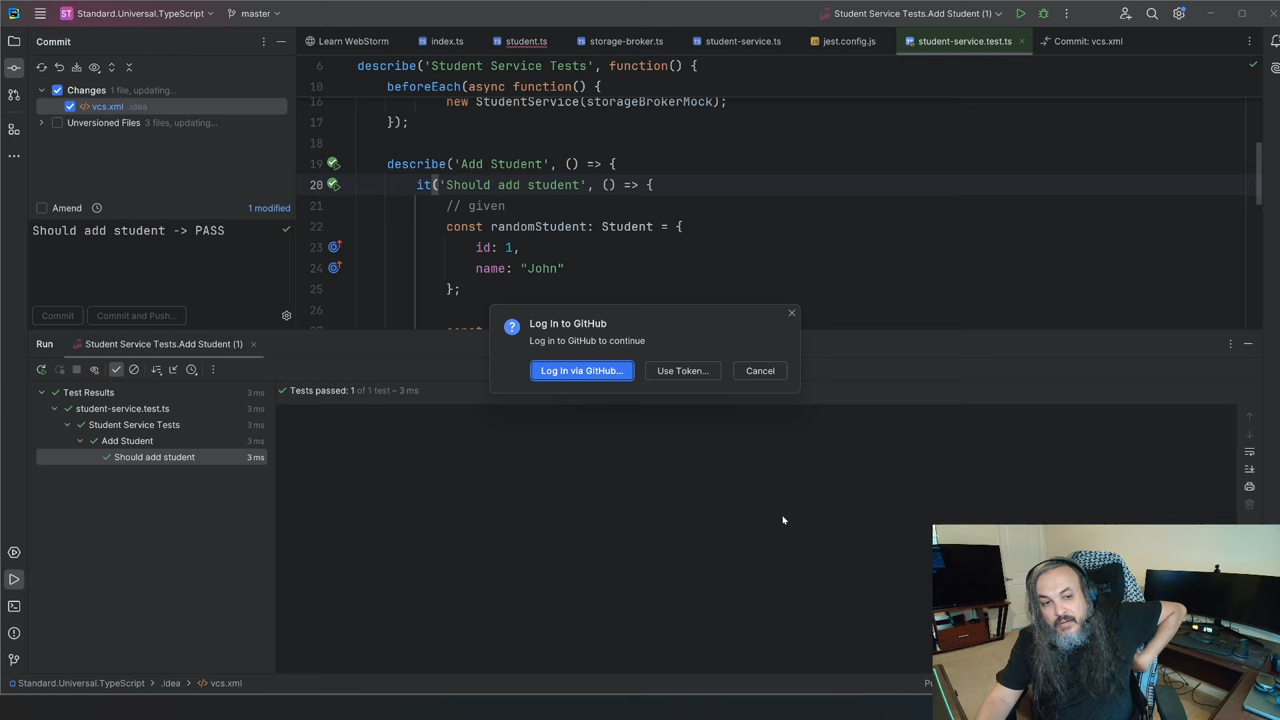 ST Standard.Universal.TypeScript master Student Service Tests.Add Student (1)
Commit
Learn WebStorm index.ts student.ts storage-broker.ts student-service.ts jest.config.js student-service.test.ts Commit: vcs.xml
Changes 1 file, updating...
vcs.xml .idea
Unversioned Files 3 files, updating...
Amend 1 modified
Should add student -> PASS
Commit Commit and Push...
6 describe('Student Service Tests', function() {
10 beforeEach(async function() {
16 new StudentService(storageBrokerMock);
17 });
18
19 describe('Add Student', () => {
20 it('Should add student', () => {
21 // given
22 const randomStudent: Student = {
23 id: 1,
24 name: "John"
25 };
26
Log In to GitHub
Log in to GitHub to continue
Log In via GitHub... Use Token... Cancel
Run Student Service Tests.Add Student (1)
Tests passed: 1 of 1 test – 3 ms
Test Results 3 ms
student-service.test.ts 3 ms
Student Service Tests 3 ms
Add Student 3 ms
Should add student 3 ms
Standard.Universal.TypeScript .idea vcs.xml